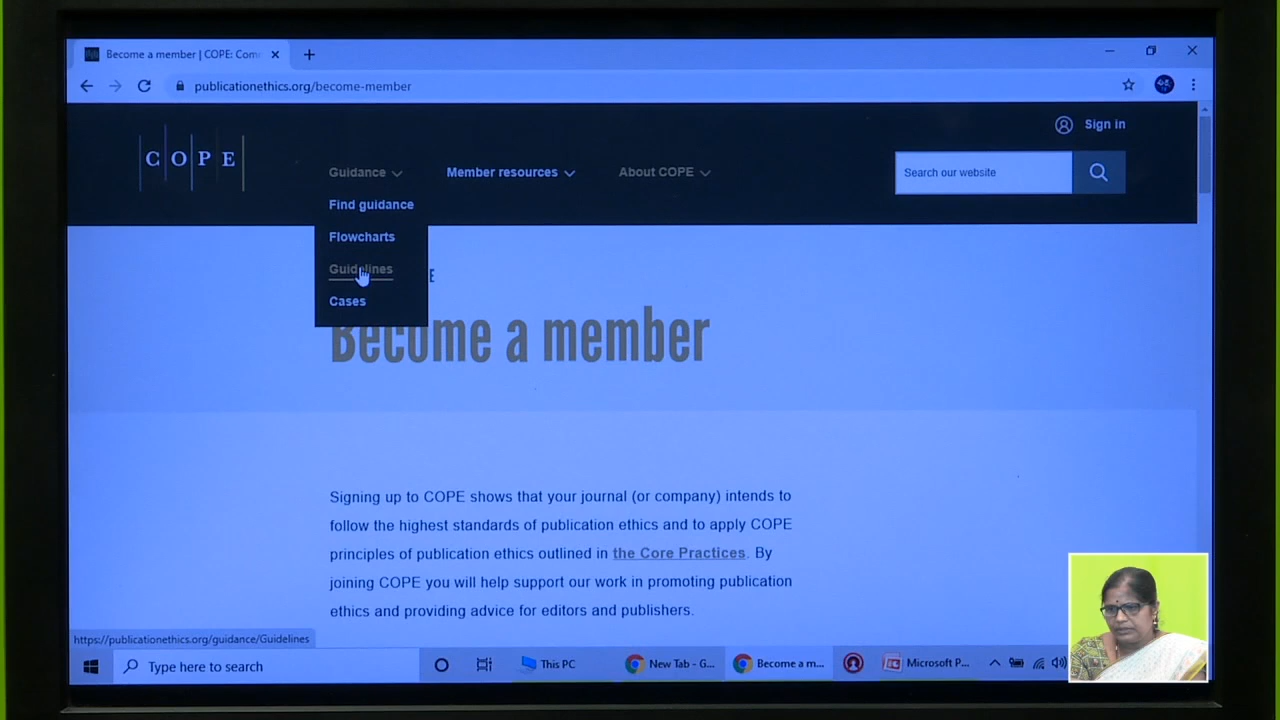 Become a member | COPE: Com
publicationethics.org/become-member
Sign in
COPE
Guidance
Member resources
About COPE
Search our website
Find guidance
Flowcharts
Guidelines
Cases
Become a member
Signing up to COPE shows that your journal (or company) intends to
follow the highest standards of publication ethics and to apply COPE
principles of publication ethics outlined in the Core Practices. By
joining COPE you will help support our work in promoting publication
ethics and providing advice for editors and publishers.
https://publicationethics.org/guidance/Guidelines
Type here to search
This PC
New Tab - G...
Become a m...
Microsoft P...